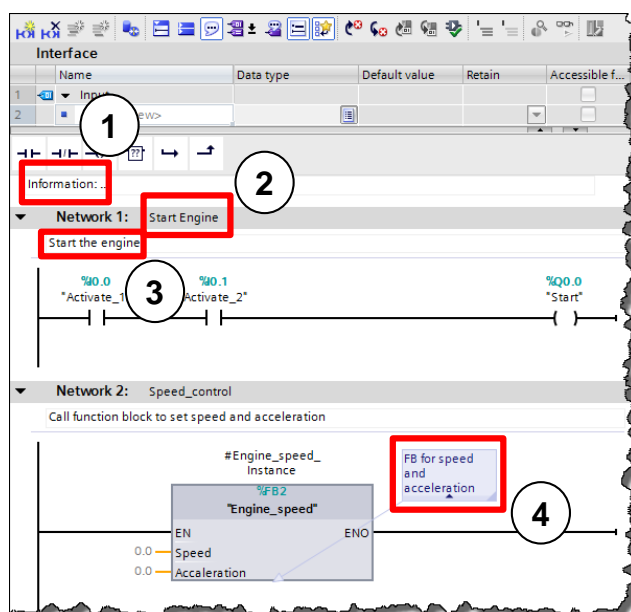 Interface
Name Data type Default value Retain Accessible f...
1 Input
2
1
??
2
Information: ..
Network 1: Start Engine
Start the engine
%I0.0 %I0.1 %Q0.0
"Activate_1 3 Activate_2" "Start"
Network 2: Speed_control
Call function block to set speed and acceleration
#Engine_speed_
Instance
FB for speed
and
acceleration
%FB2
"Engine_speed"
4
EN ENO
0.0 Speed
0.0 Accaleration